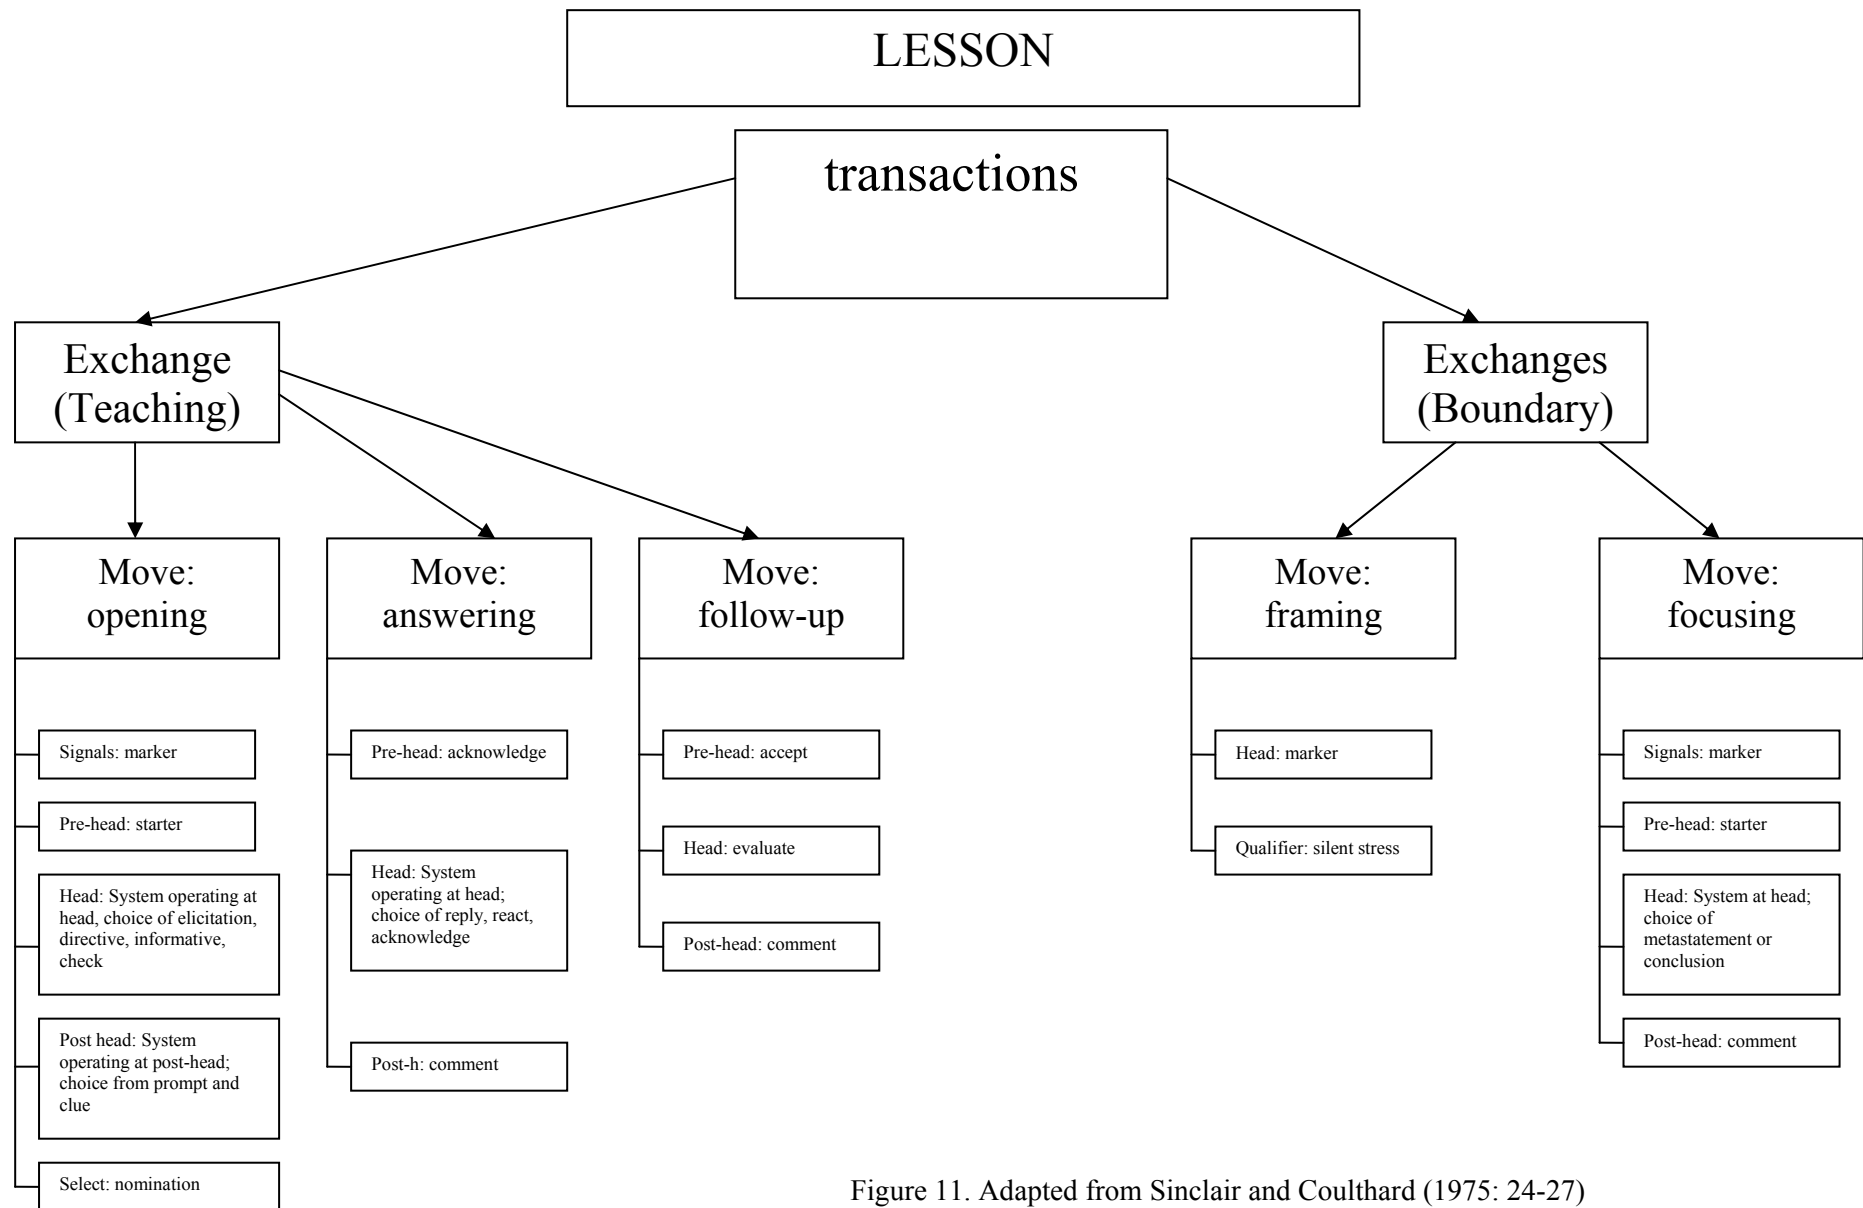 LESSON
transactions
Exchange
(Teaching)
Exchanges
(Boundary)
Move:
opening
Move:
answering
Move:
follow-up
Move:
framing
Move:
focusing
Signals: marker
Pre-head: starter
Head: System operating at
head, choice of elicitation,
directive, informative,
check
Post head: System
operating at post-head;
choice from prompt and
clue
Select: nomination
Pre-head: acknowledge
Head: System
operating at head;
choice of reply, react,
acknowledge
Post-h: comment
Pre-head: accept
Head: evaluate
Post-head: comment
Head: marker
Qualifier: silent stress
Signals: marker
Pre-head: starter
Head: System at head;
choice of
metastatement or
conclusion
Post-head: comment
Figure 11. Adapted from Sinclair and Coulthard (1975: 24-27)